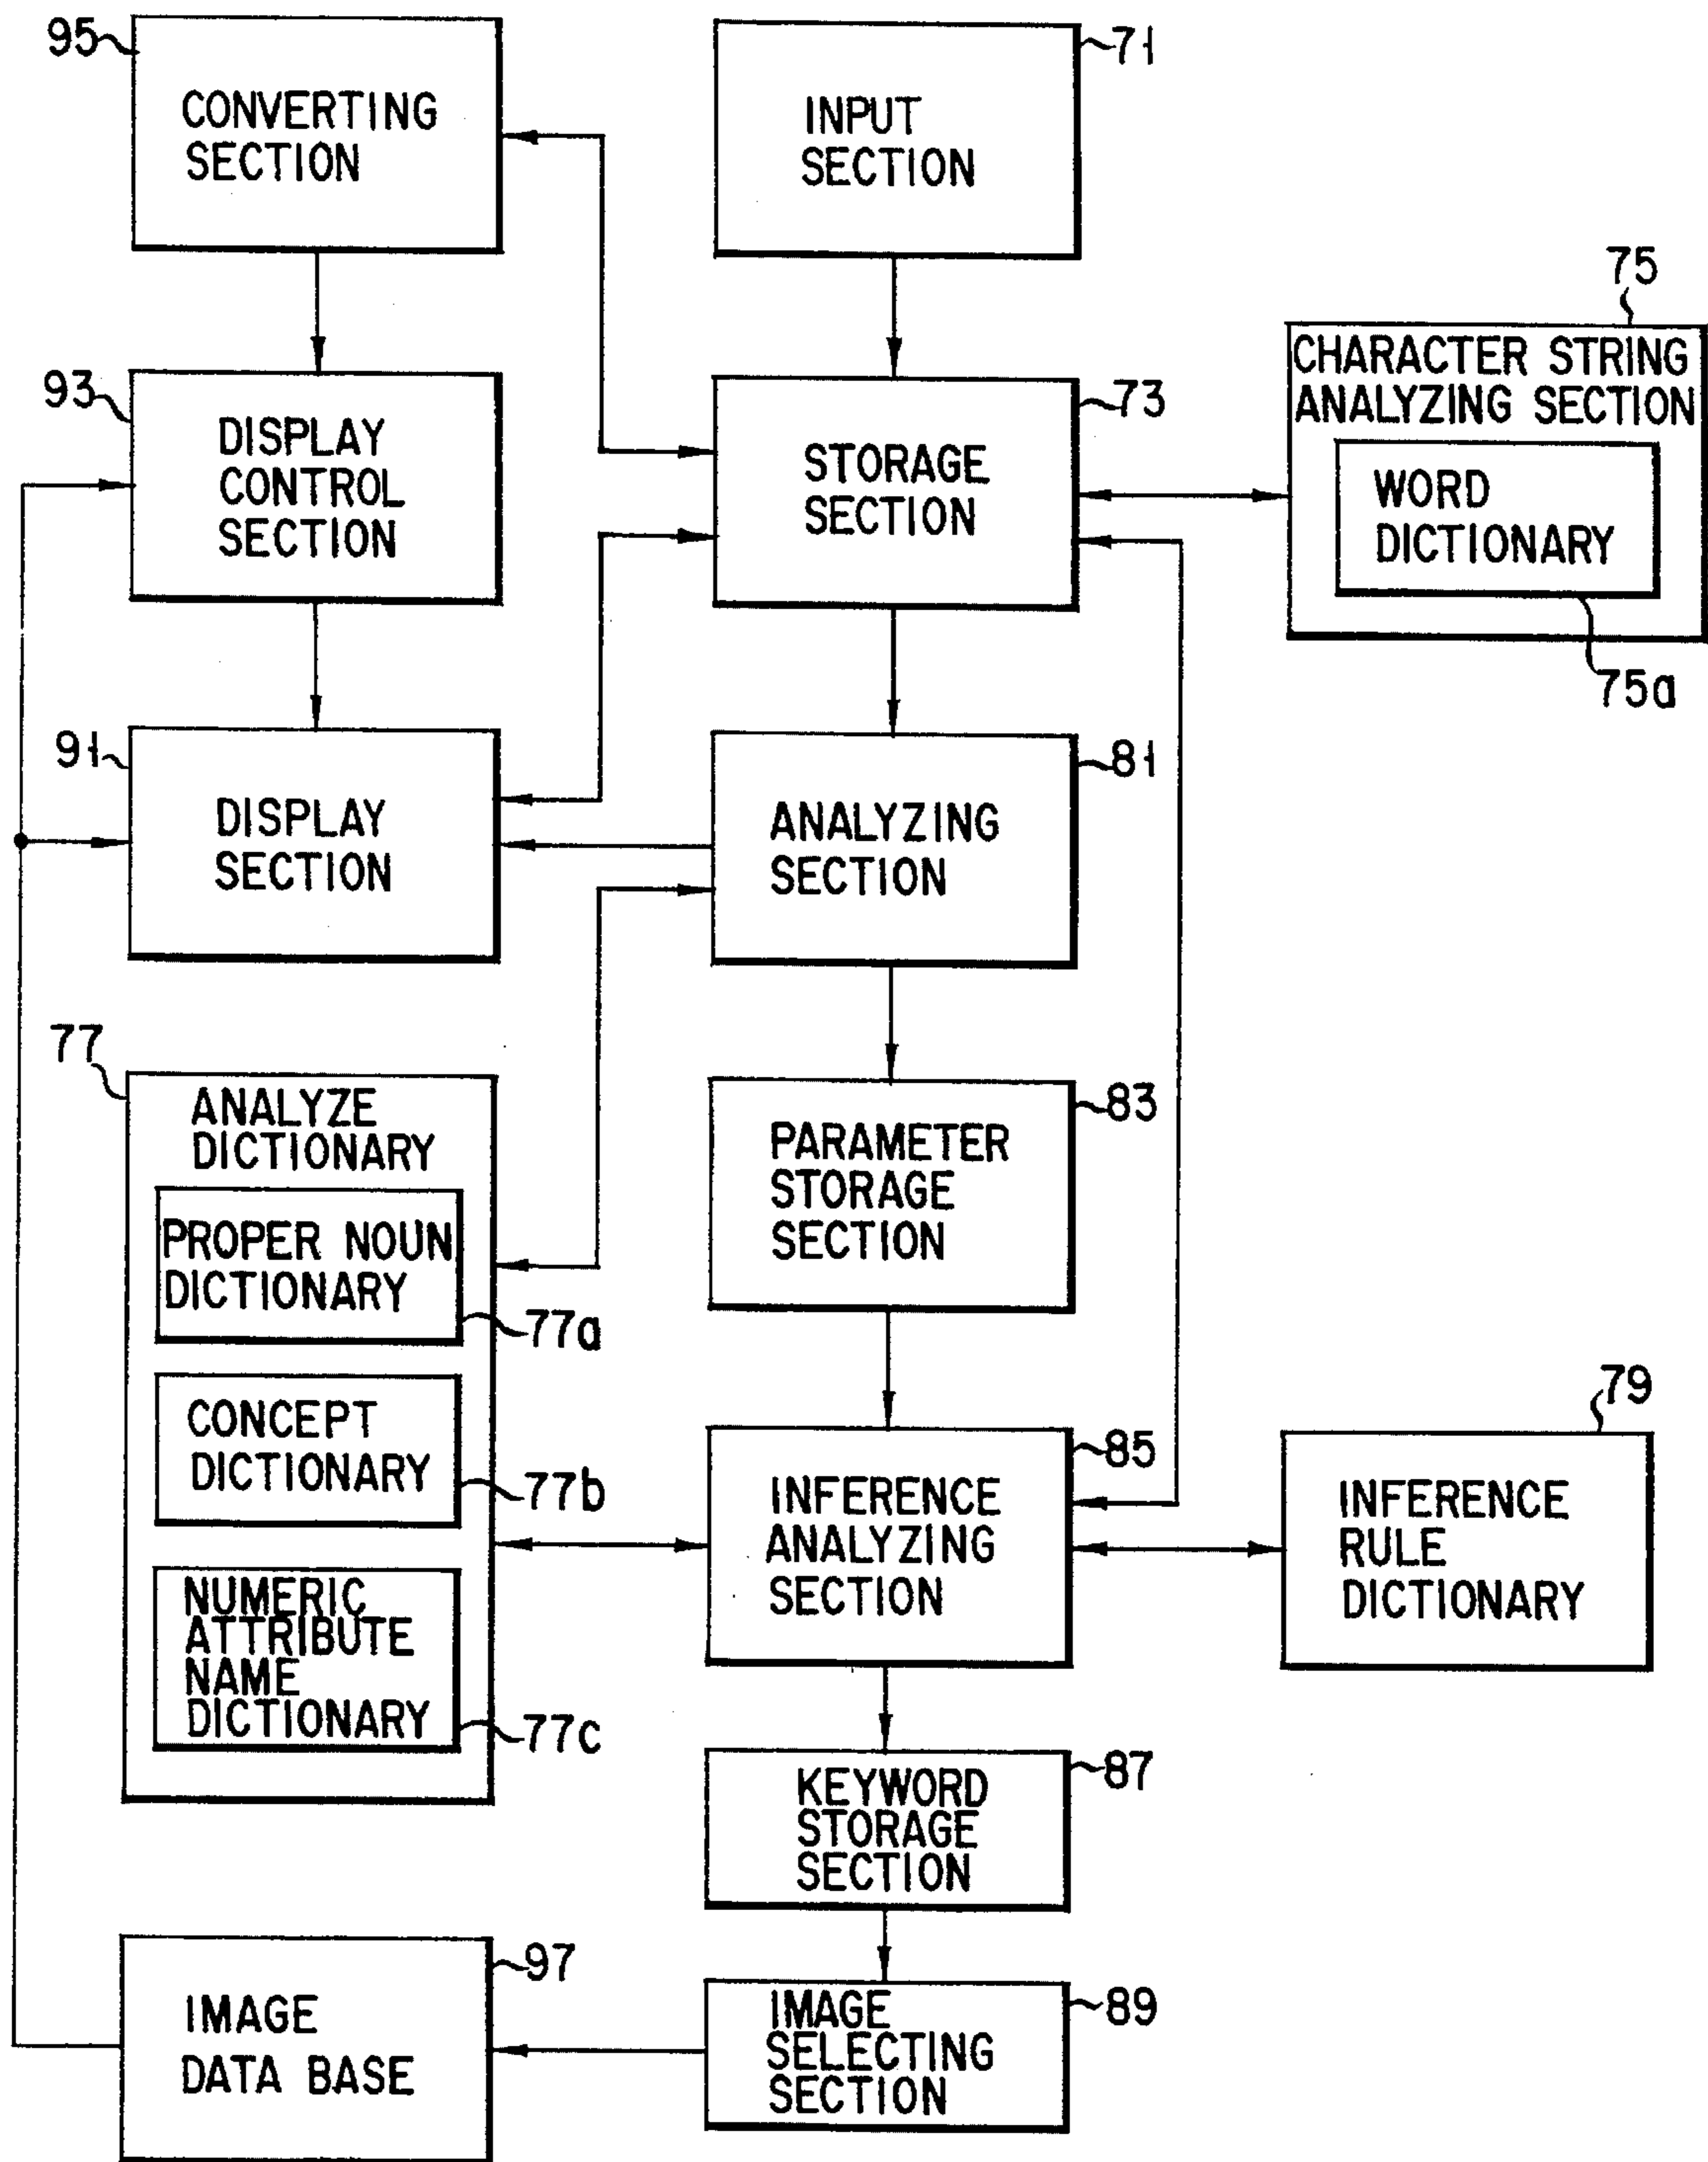 95
CONVERTING
SECTION
71
INPUT
SECTION
75
CHARACTER STRING
ANALYZING SECTION
WORD
DICTIONARY
75a
93
DISPLAY
CONTROL
SECTION
73
STORAGE
SECTION
91
DISPLAY
SECTION
81
ANALYZING
SECTION
77
ANALYZE
DICTIONARY
PROPER NOUN
DICTIONARY
77a
CONCEPT
DICTIONARY
77b
NUMERIC
ATTRIBUTE
NAME
DICTIONARY
77c
83
PARAMETER
STORAGE
SECTION
85
INFERENCE
ANALYZING
SECTION
79
INFERENCE
RULE
DICTIONARY
87
KEYWORD
STORAGE
SECTION
97
IMAGE
DATA BASE
89
IMAGE
SELECTING
SECTION